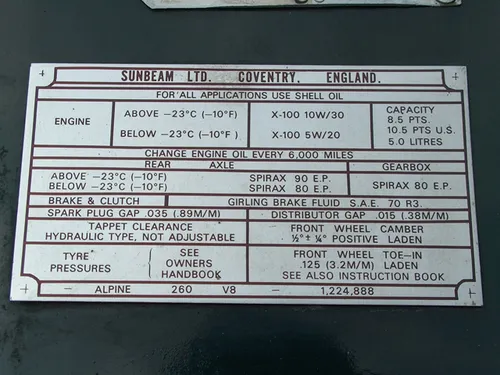 SUNBEAM LTD. COVENTRY. ENGLAND.
FOR ALL APPLICATIONS USE SHELL OIL
ENGINE
ABOVE −23°C (−10°F)
BELOW −23°C (−10°F)
X-100 10W/30
X-100 5W/20
CAPACITY
8.5 PTS.
10.5 PTS U.S.
5.0 LITRES
CHANGE ENGINE OIL EVERY 6,000 MILES
REAR AXLE
GEARBOX
ABOVE −23°C (−10°F) SPIRAX 90 E.P.
BELOW −23°C (−10°F) SPIRAX 80 E.P.
SPIRAX 80 E.P.
BRAKE & CLUTCH
GIRLING BRAKE FLUID S.A.E. 70 R3.
SPARK PLUG GAP .035 (.89M/M)
DISTRIBUTOR GAP .015 (.38M/M)
TAPPET CLEARANCE
HYDRAULIC TYPE, NOT ADJUSTABLE
FRONT WHEEL CAMBER
½° ± ¼° POSITIVE LADEN
TYRE
PRESSURES
SEE
OWNERS
HANDBOOK
FRONT WHEEL TOE-IN
.125 (3.2M/M) LADEN
SEE ALSO INSTRUCTION BOOK
− ALPINE 260 V8 − 1,224,888